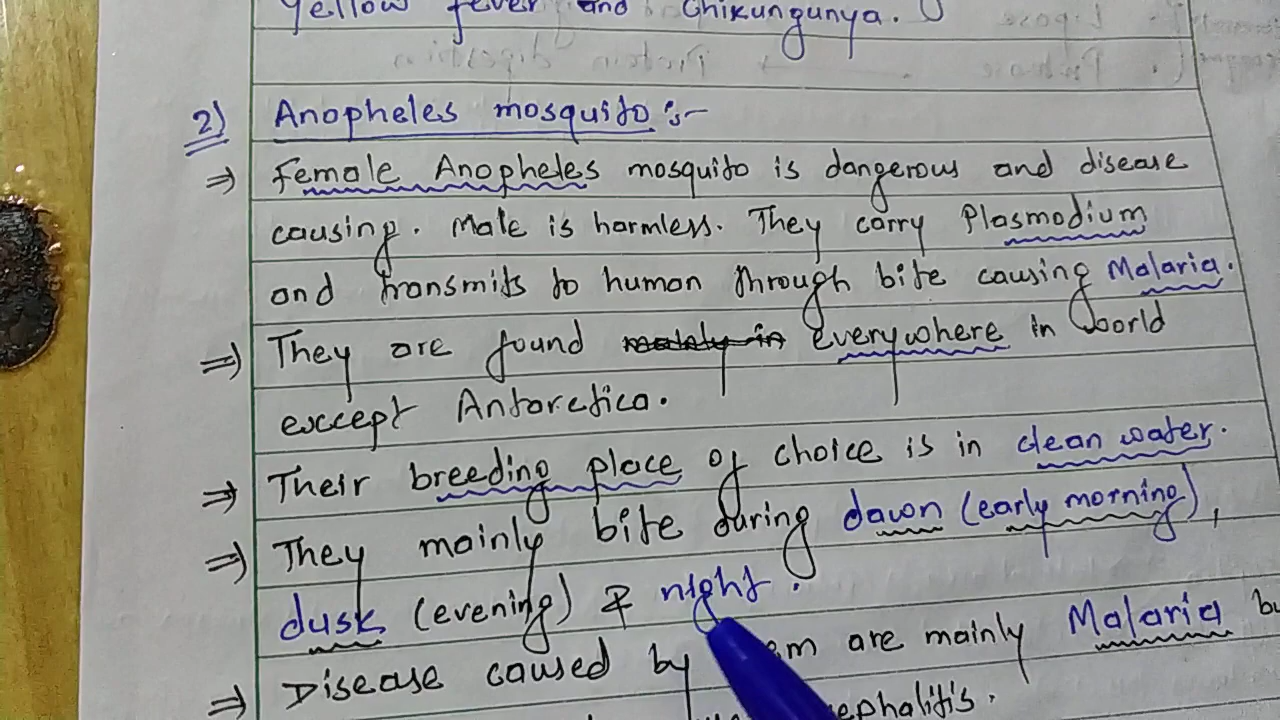 Yellow fever and Chikungunya.
2) Anopheles mosquito :-
⇒ Female Anopheles mosquito is dangerous and disease
causing. Male is harmless. They carry Plasmodium
and transmits to human through bite causing Malaria.
⇒ They are found mainly in everywhere in world
except Antarctica.
⇒ Their breeding place of choice is in clean water.
⇒ They mainly bite during dawn (early morning),
dusk (evening) & night.
⇒ Disease caused by are mainly Malaria